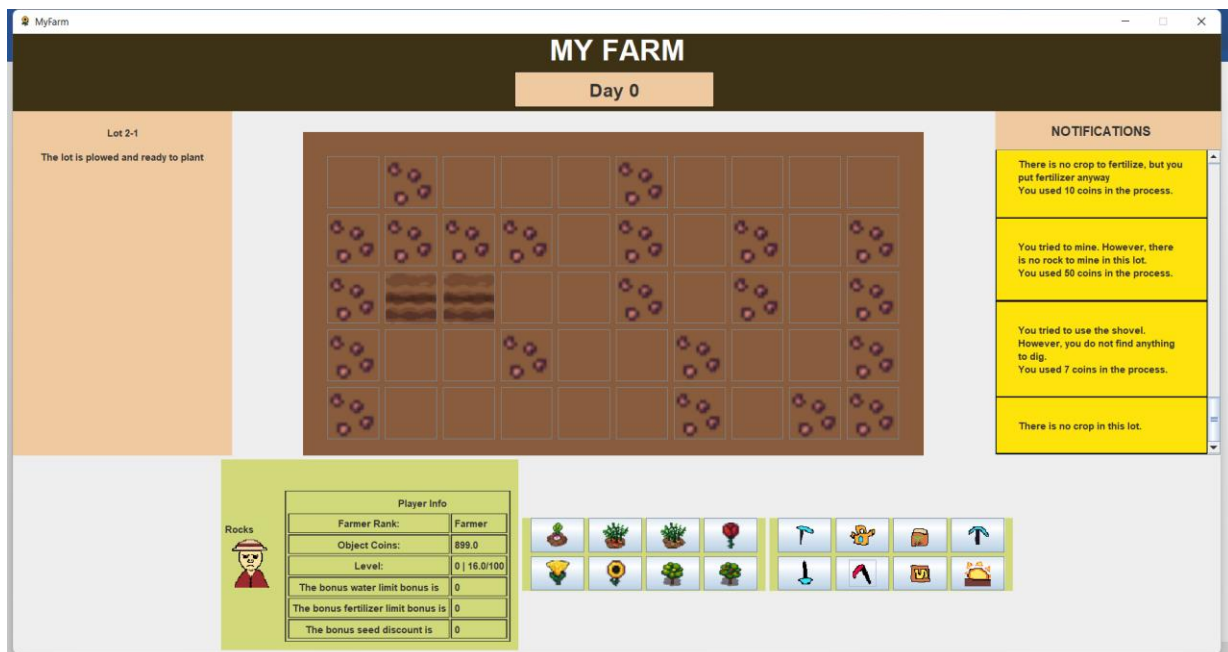 MyFarm
MY FARM
Day 0
Lot 2-1
The lot is plowed and ready to plant
NOTIFICATIONS
There is no crop to fertilize, but you
put fertilizer anyway
You used 10 coins in the process.
You tried to mine. However, there
is no rock to mine in this lot.
You used 50 coins in the process.
You tried to use the shovel.
However, you do not find anything
to dig.
You used 7 coins in the process.
There is no crop in this lot.
Rocks
Player Info
Farmer Rank: Farmer
Object Coins: 899.0
Level: 0 | 16.0/100
The bonus water limit bonus is 0
The bonus fertilizer limit bonus is 0
The bonus seed discount is 0